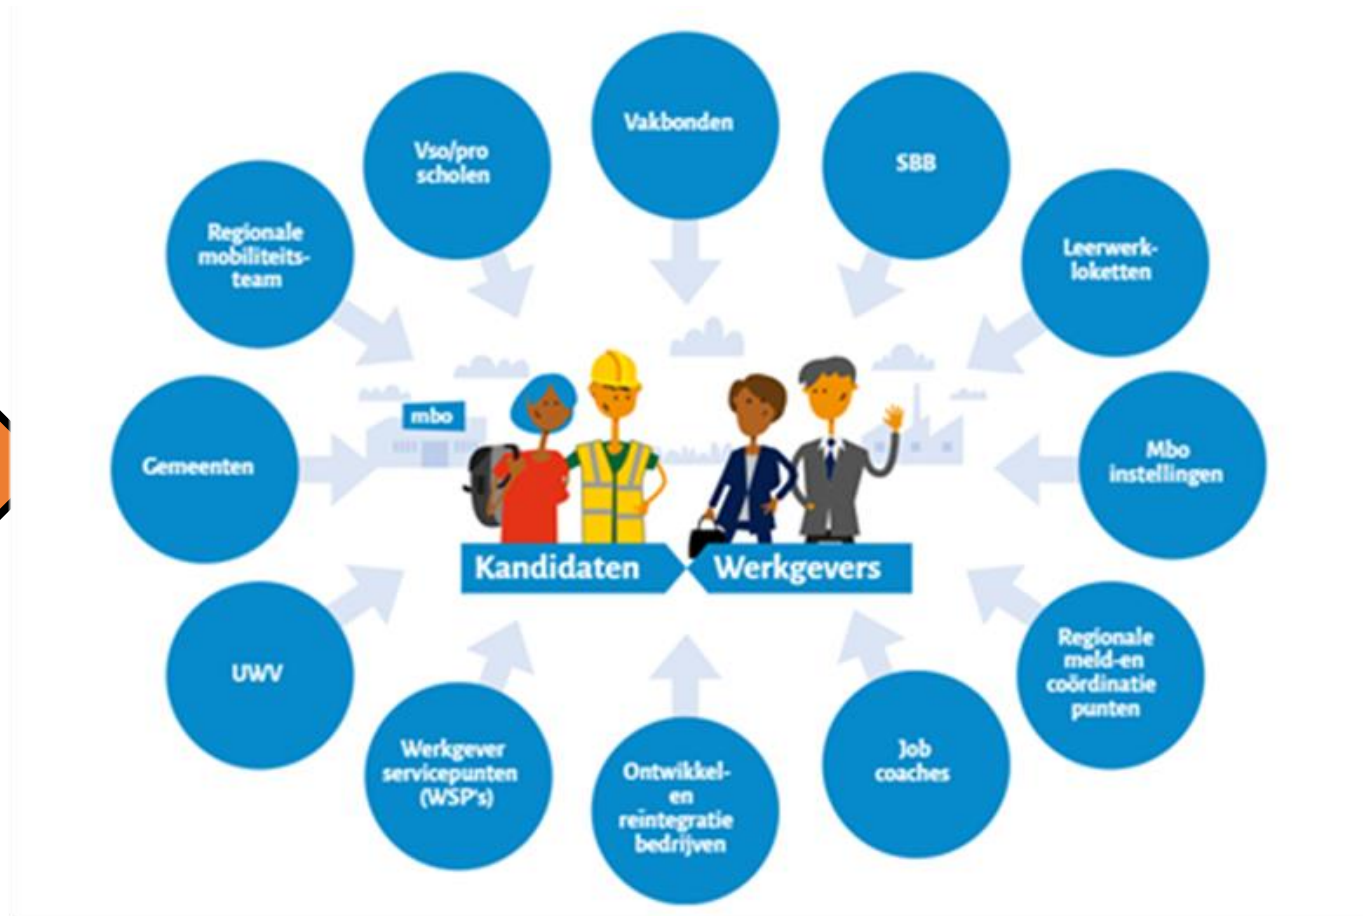 Vakbonden
SBB
Leerwerk-
loketten
Mbo
instellingen
Regionale
meld-en
coördinatie
punten
Job
coaches
Ontwikkel-
en
reïntegratie
bedrijven
Werkgever
servicepunten
(WSP's)
UWV
Gemeenten
Regionale
mobiliteits-
team
Vso/pro
scholen
mbo
Kandidaten
Werkgevers